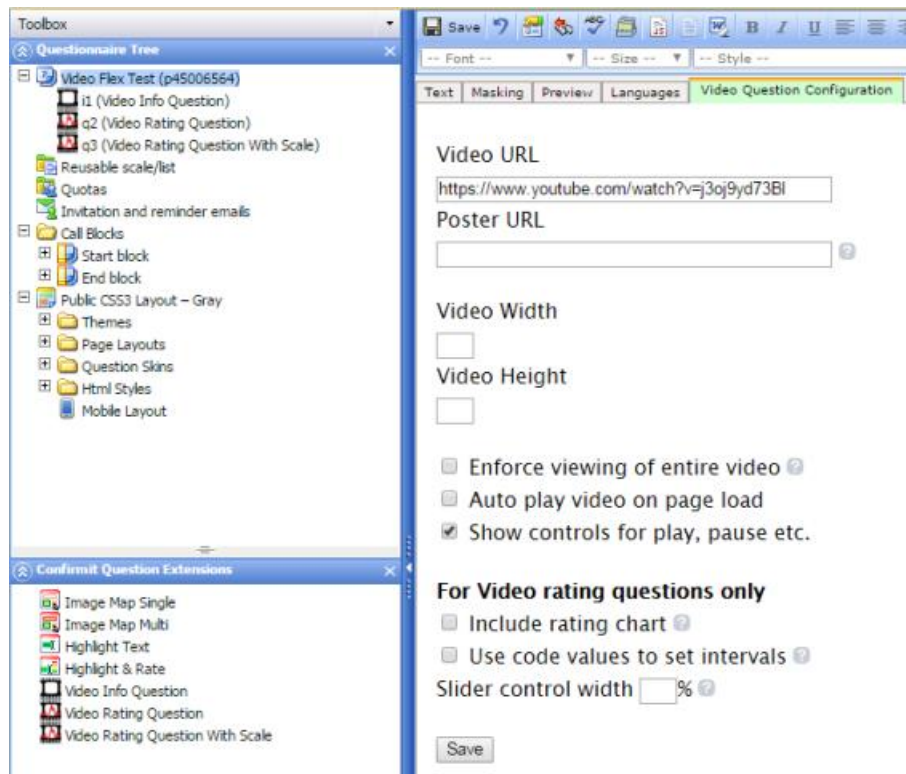 Toolbox
Questionnaire Tree
Video Flex Test (p45006564)
i1 (Video Info Question)
q2 (Video Rating Question)
q3 (Video Rating Question With Scale)
Reusable scale/list
Quotas
Invitation and reminder emails
Call Blocks
Start block
End block
Public CSS3 Layout – Gray
Themes
Page Layouts
Question Skins
Html Styles
Mobile Layout
Confirmit Question Extensions
Image Map Single
Image Map Multi
Highlight Text
Highlight & Rate
Video Info Question
Video Rating Question
Video Rating Question With Scale
Save B I U
-- Font -- -- Size -- -- Style --
Text Masking Preview Languages Video Question Configuration
Video URL
https://www.youtube.com/watch?v=j3oj9yd73BI
Poster URL
Video Width
Video Height
Enforce viewing of entire video ?
Auto play video on page load
Show controls for play, pause etc.
For Video rating questions only
Include rating chart ?
Use code values to set intervals ?
Slider control width % ?
Save